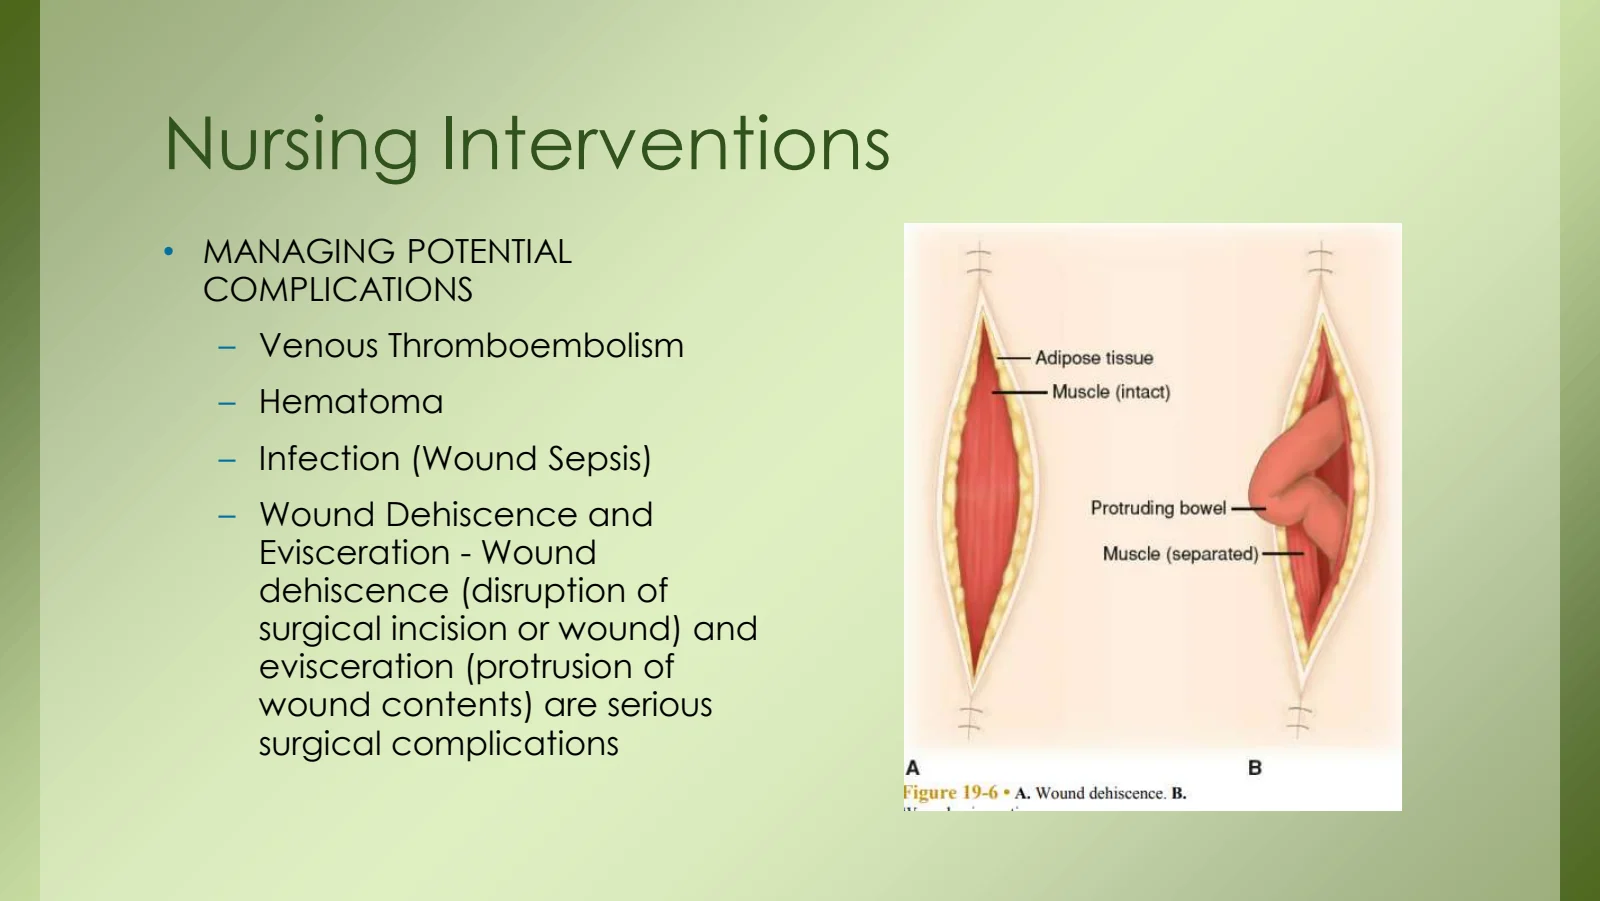 Nursing Interventions
• MANAGING POTENTIAL
COMPLICATIONS
– Venous Thromboembolism
– Hematoma
– Infection (Wound Sepsis)
– Wound Dehiscence and
Evisceration - Wound
dehiscence (disruption of
surgical incision or wound) and
evisceration (protrusion of
wound contents) are serious
surgical complications
Adipose tissue
Muscle (intact)
Protruding bowel
Muscle (separated)
A
B
Figure 19-6 • A. Wound dehiscence. B.